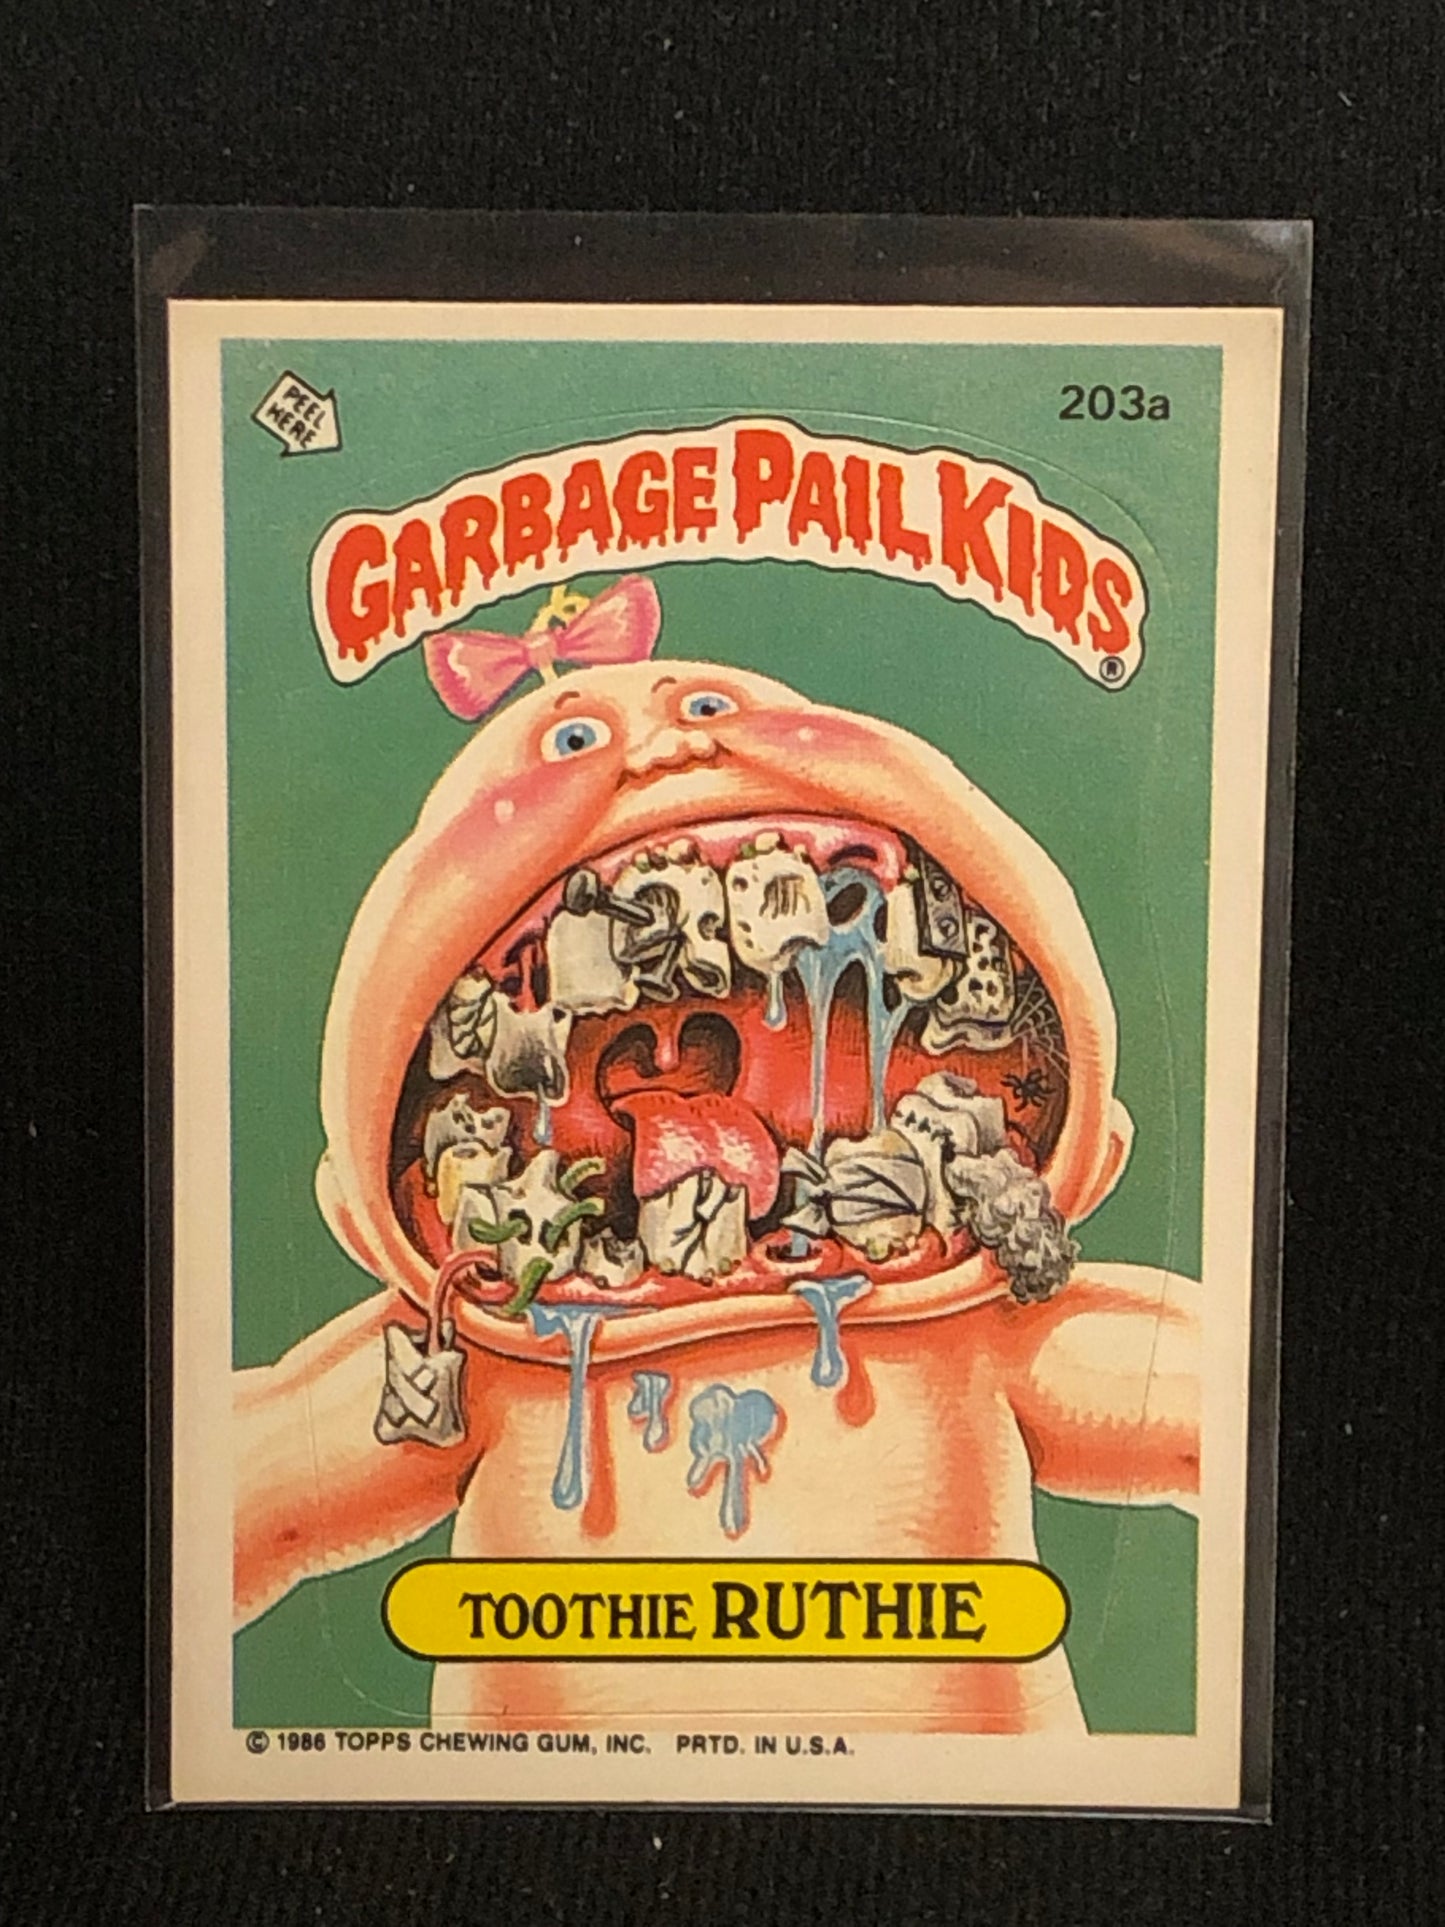 PEEL
HERE
203a
GARBAGE PAIL KIDS
®
TOOTHIE RUTHIE
© 1986 TOPPS CHEWING GUM, INC. PRTD. IN U.S.A.